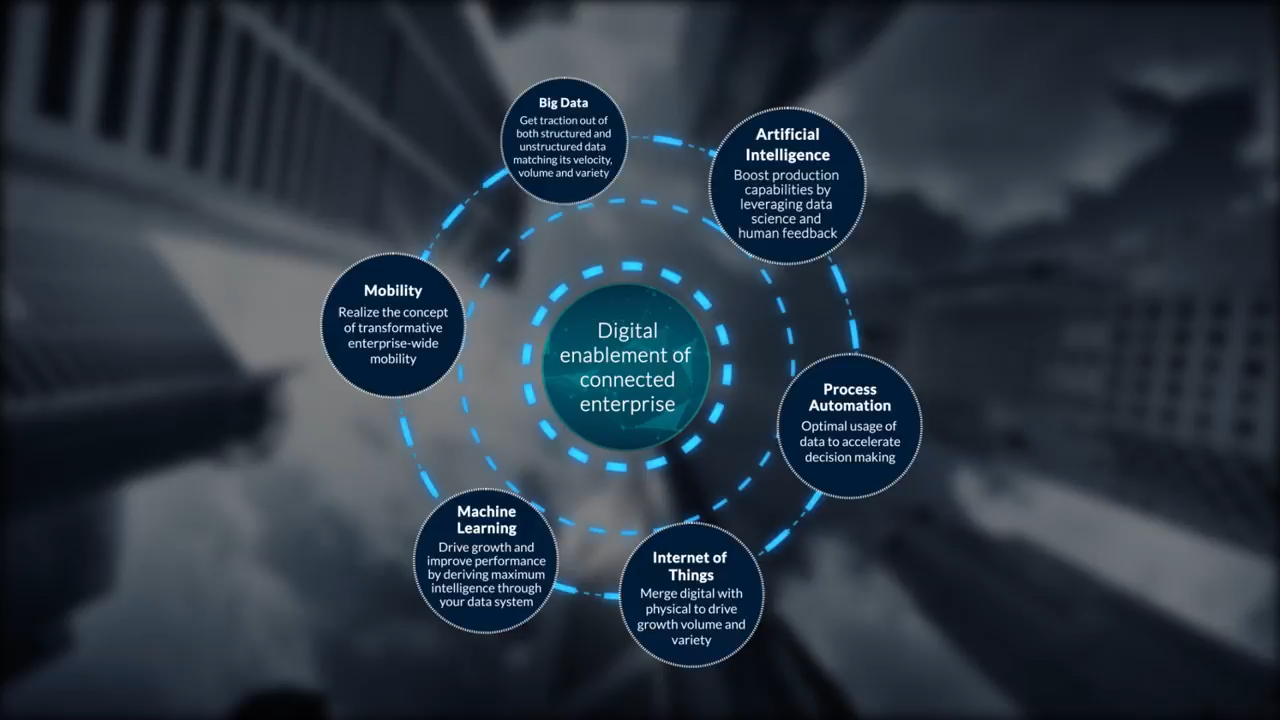 Big Data
Get traction out of
both structured and
unstructured data
matching its velocity,
volume and variety
Artificial
Intelligence
Boost production
capabilities by
leveraging data
science and
human feedback
Mobility
Realize the concept
of transformative
enterprise-wide
mobility
Digital
enablement of
connected
enterprise
Process
Automation
Optimal usage of
data to accelerate
decision making
Machine
Learning
Drive growth and
improve performance
by deriving maximum
intelligence through
your data system
Internet of
Things
Merge digital with
physical to drive
growth volume and
variety